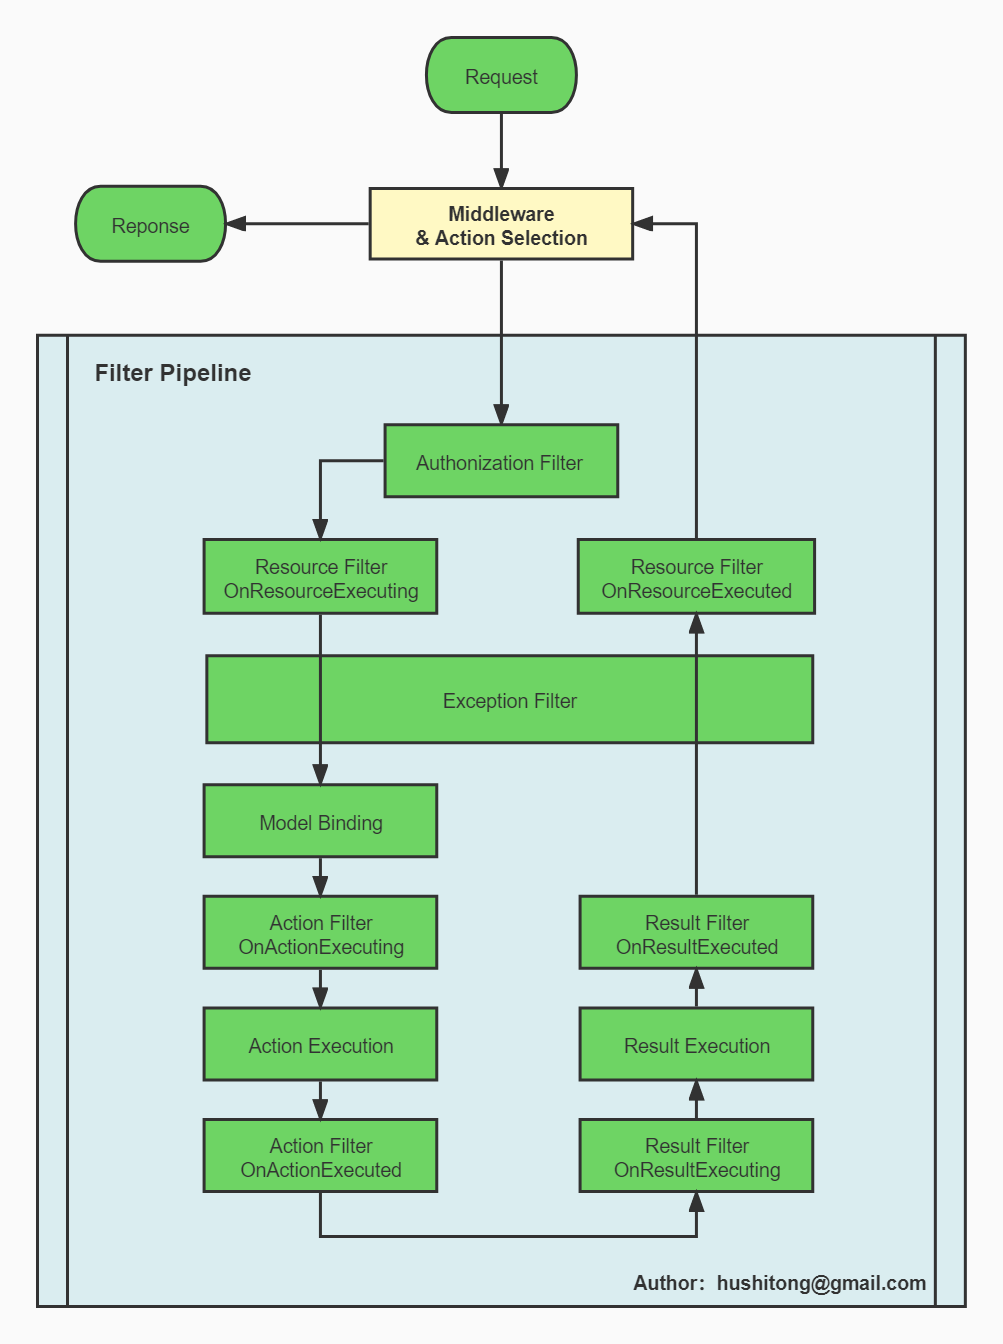 Request
Reponse
Middleware
& Action Selection
Filter Pipeline
Authonization Filter
Resource Filter
OnResourceExecuting
Resource Filter
OnResourceExecuted
Exception Filter
Model Binding
Action Filter
OnActionExecuting
Result Filter
OnResultExecuted
Action Execution
Result Execution
Action Filter
OnActionExecuted
Result Filter
OnResultExecuting
Author：hushitong@gmail.com